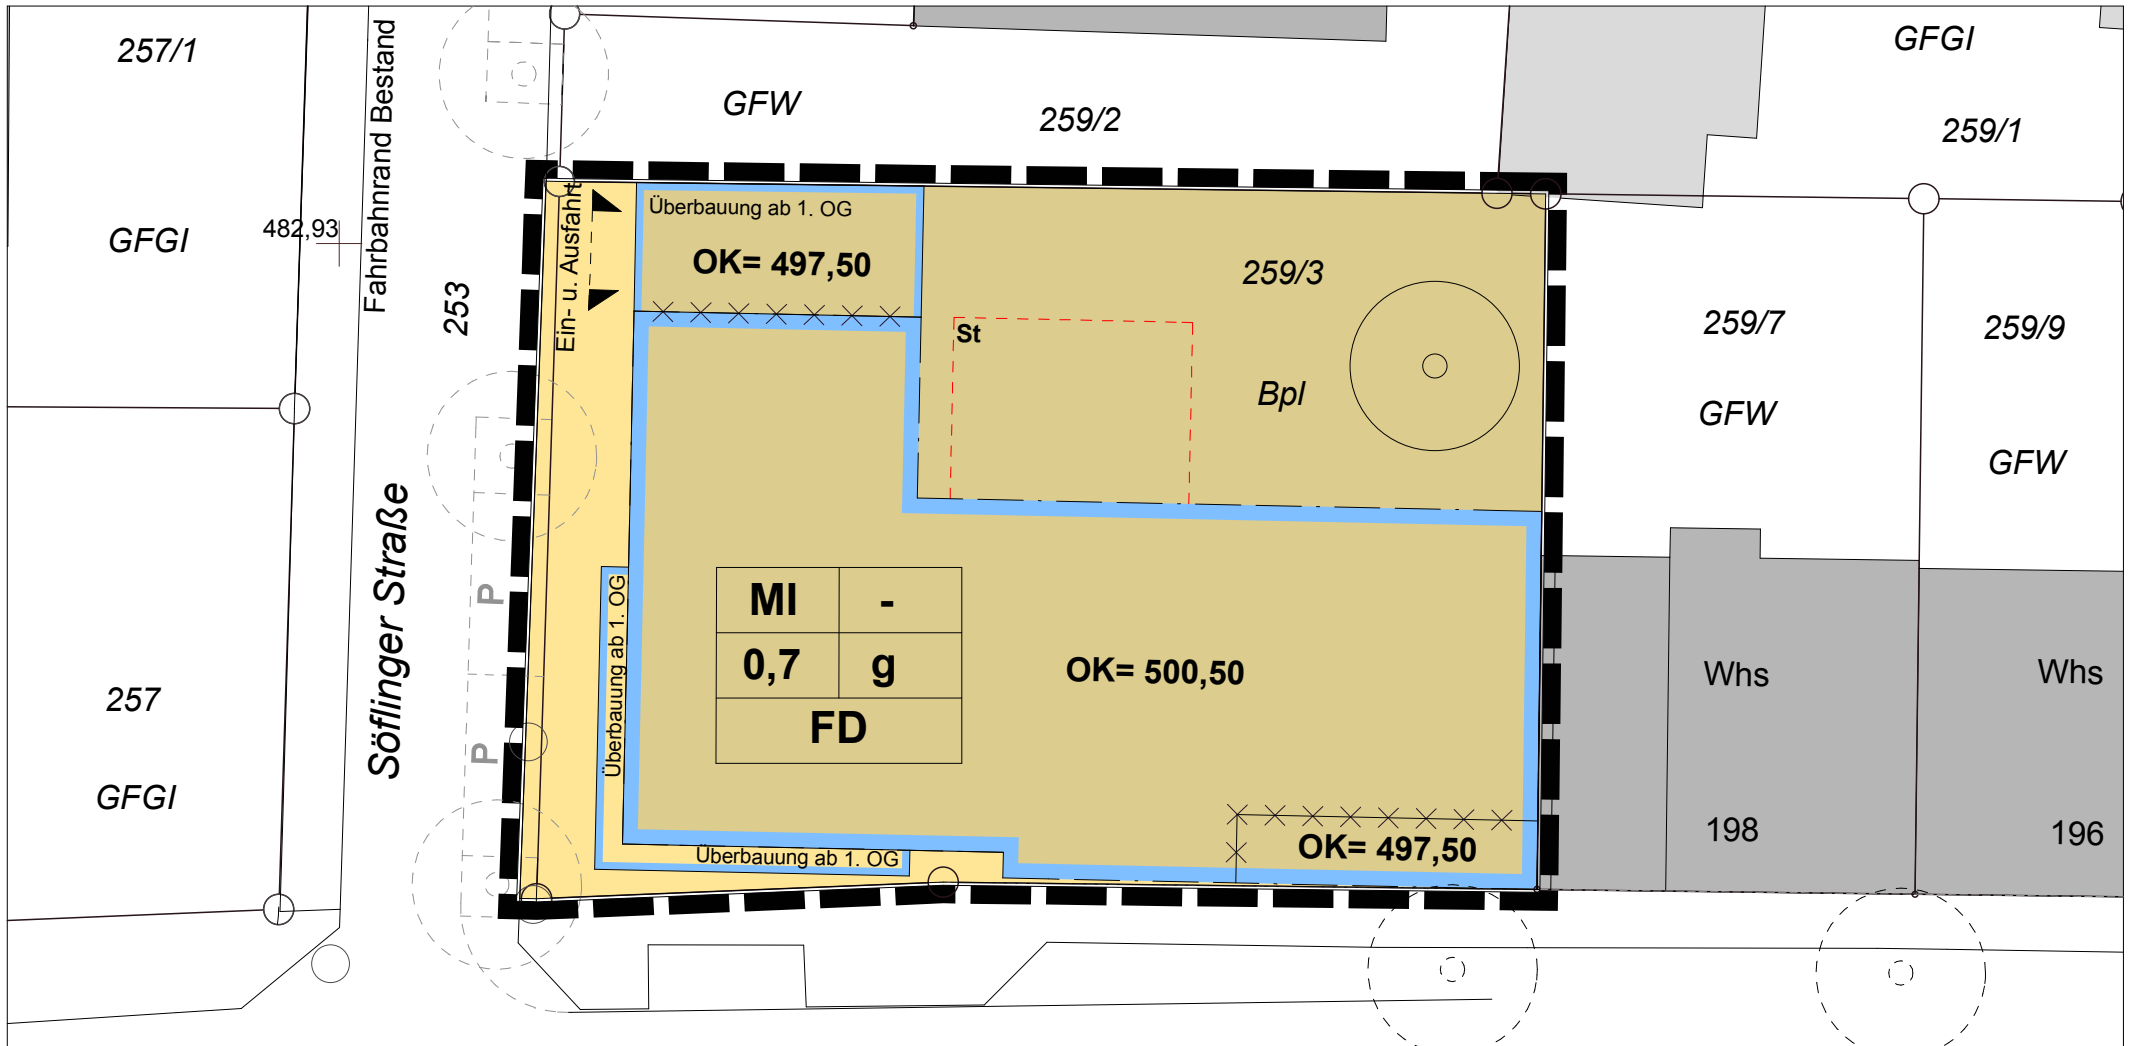 257/1
Fahrbahnrand Bestand
GFW
259/2
GFGI
259/1
GFGI
482,93
253
Ein- u. Ausfahrt
Überbauung ab 1. OG
OK= 497,50
259/3
St
Bpl
259/7
GFW
259/9
GFW
Söflinger Straße
P
P
Überbauung ab 1. OG
MI -
0,7 g
FD
OK= 500,50
257
GFGI
Whs
198
Whs
196
Überbauung ab 1. OG
OK= 497,50